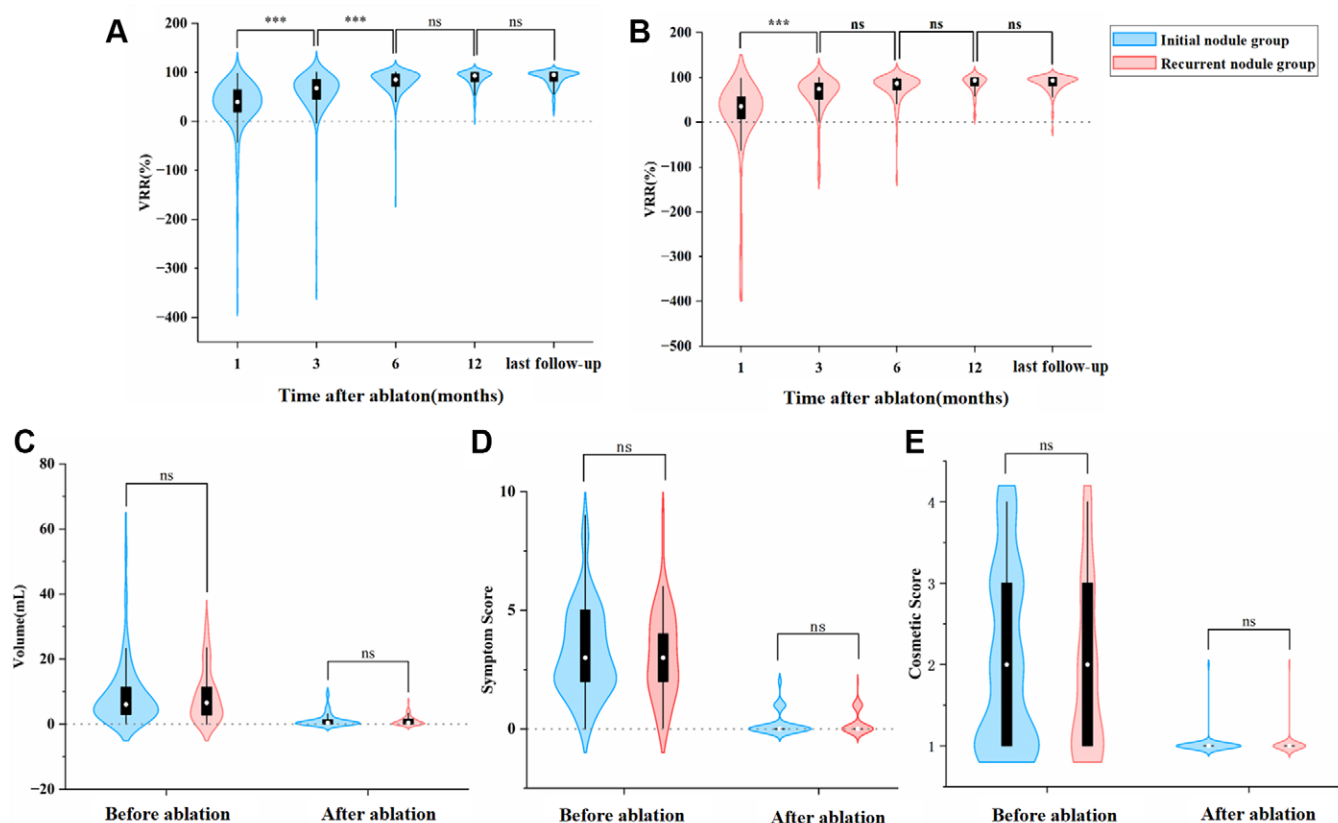 A
*** *** ns ns
200
100
0
−100
−200
−300
−400
VRR(%)
1 3 6 12 last follow-up
Time after ablaton(months)
B
*** ns ns ns
200
100
0
−100
−200
−300
−400
−500
VRR(%)
1 3 6 12 last follow-up
Time after ablaton(months)
Initial nodule group
Recurrent nodule group
C
80
60
40
20
0
−20
Volume(mL)
ns
ns
Before ablation After ablation
D
10
5
0
Symptom Score
ns
ns
Before ablation After ablation
E
4
3
2
1
Cosmetic Score
ns
ns
Before ablation After ablation